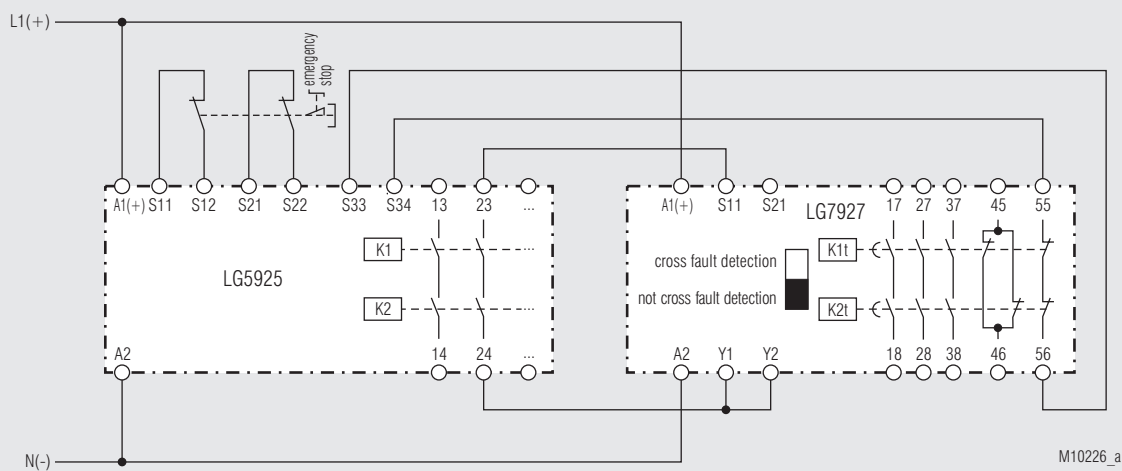 L1(+)
emergency
stop
A1(+) S11 S12 S21 S22 S33 S34 13 23 ...
A1(+) S11 S21 LG7927 17 27 37 45 55
K1 ...
K1t
cross fault detection
LG5925
not cross fault detection
K2 ...
K2t
A2 14 24 ...
A2 Y1 Y2 18 28 38 46 56
N(-)
M10226_a